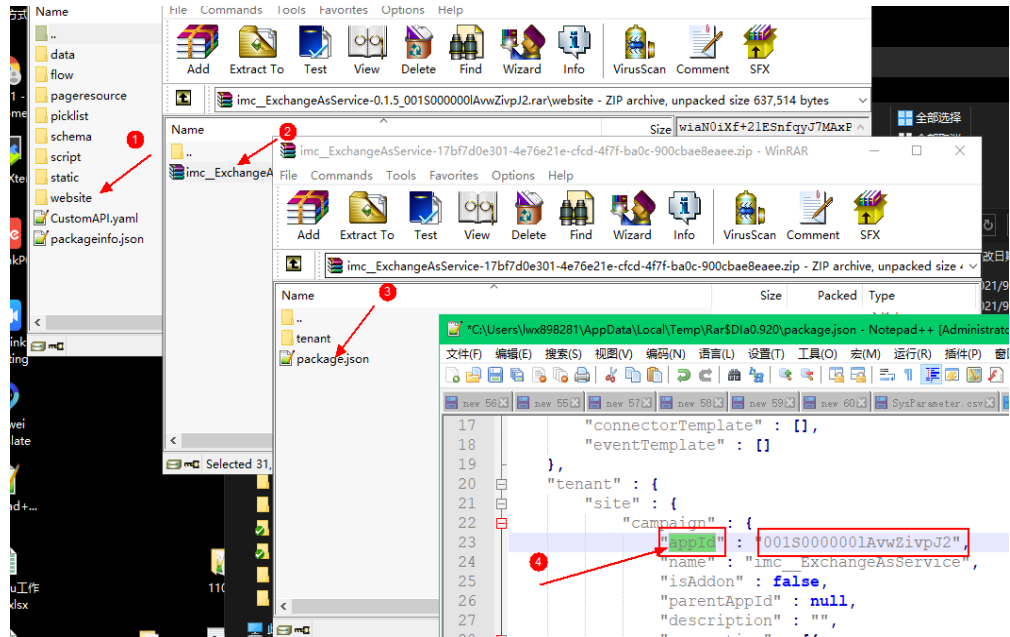 Name
..
data
flow
pageresource
picklist
schema
script
static
website
CustomAPI.yaml
packageinfo.json
1
File Commands Tools Favorites Options Help
Add Extract To Test View Delete Find Wizard Info VirusScan Comment SFX
imc__ExchangeAsService-0.1.5_001S000000lAvwZivpJ2.rar\website - ZIP archive, unpacked size 637,514 bytes
Name Size
wiaN0iXf+21ESnfqyJ7MAxP
..
imc__ExchangeA
2
Selected 31,
全部选择
imc__ExchangeAsService-17bf7d0e301-4e76e21e-cfcd-4f7f-ba0c-900cbae8eaee.zip - WinRAR
File Commands Tools Favorites Options Help
Add Extract To Test View Delete Find Wizard Info VirusScan Comment SFX
imc__ExchangeAsService-17bf7d0e301-4e76e21e-cfcd-4f7f-ba0c-900cbae8eaee.zip - ZIP archive, unpacked size
Name Size Packed Type
..
tenant
package.json
3
*C:\Users\lwx898281\AppData\Local\Temp\Rar$DIa0.920\package.json - Notepad++ [Administrato
文件(F) 编辑(E) 搜索(S) 视图(V) 编码(N) 语言(L) 设置(T) 工具(O) 宏(M) 运行(R) 插件(P) 窗
new 56 new 55 new 57 new 58 new 59 new 60 SysParameter.csv
17 "connectorTemplate" : [],
18 "eventTemplate" : []
19 },
20 "tenant" : {
21 "site" : {
22 "campaign" : {
23 "appId" : "001S000000lAvwZivpJ2",
24 "name" : "imc__ExchangeAsService",
25 "isAddon" : false,
26 "parentAppId" : null,
27 "description" : "",
4